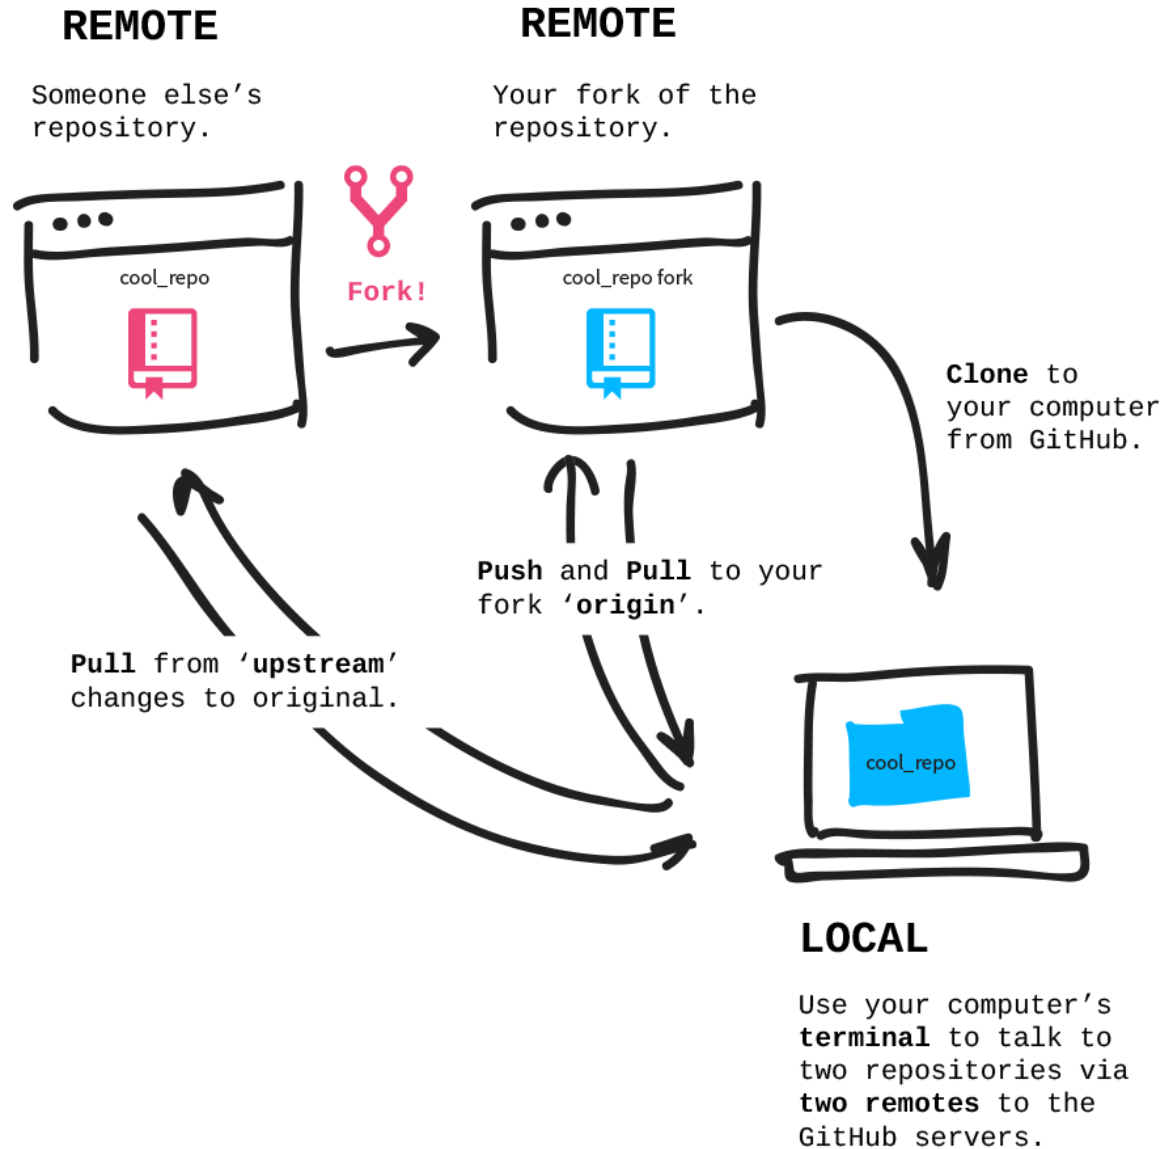 REMOTE
Someone else’s
repository.
REMOTE
Your fork of the
repository.
cool_repo
Fork!
cool_repo fork
Clone to
your computer
from GitHub.
Push and Pull to your
fork ‘origin’.
Pull from ‘upstream’
changes to original.
cool_repo
LOCAL
Use your computer’s
terminal to talk to
two repositories via
two remotes to the
GitHub servers.